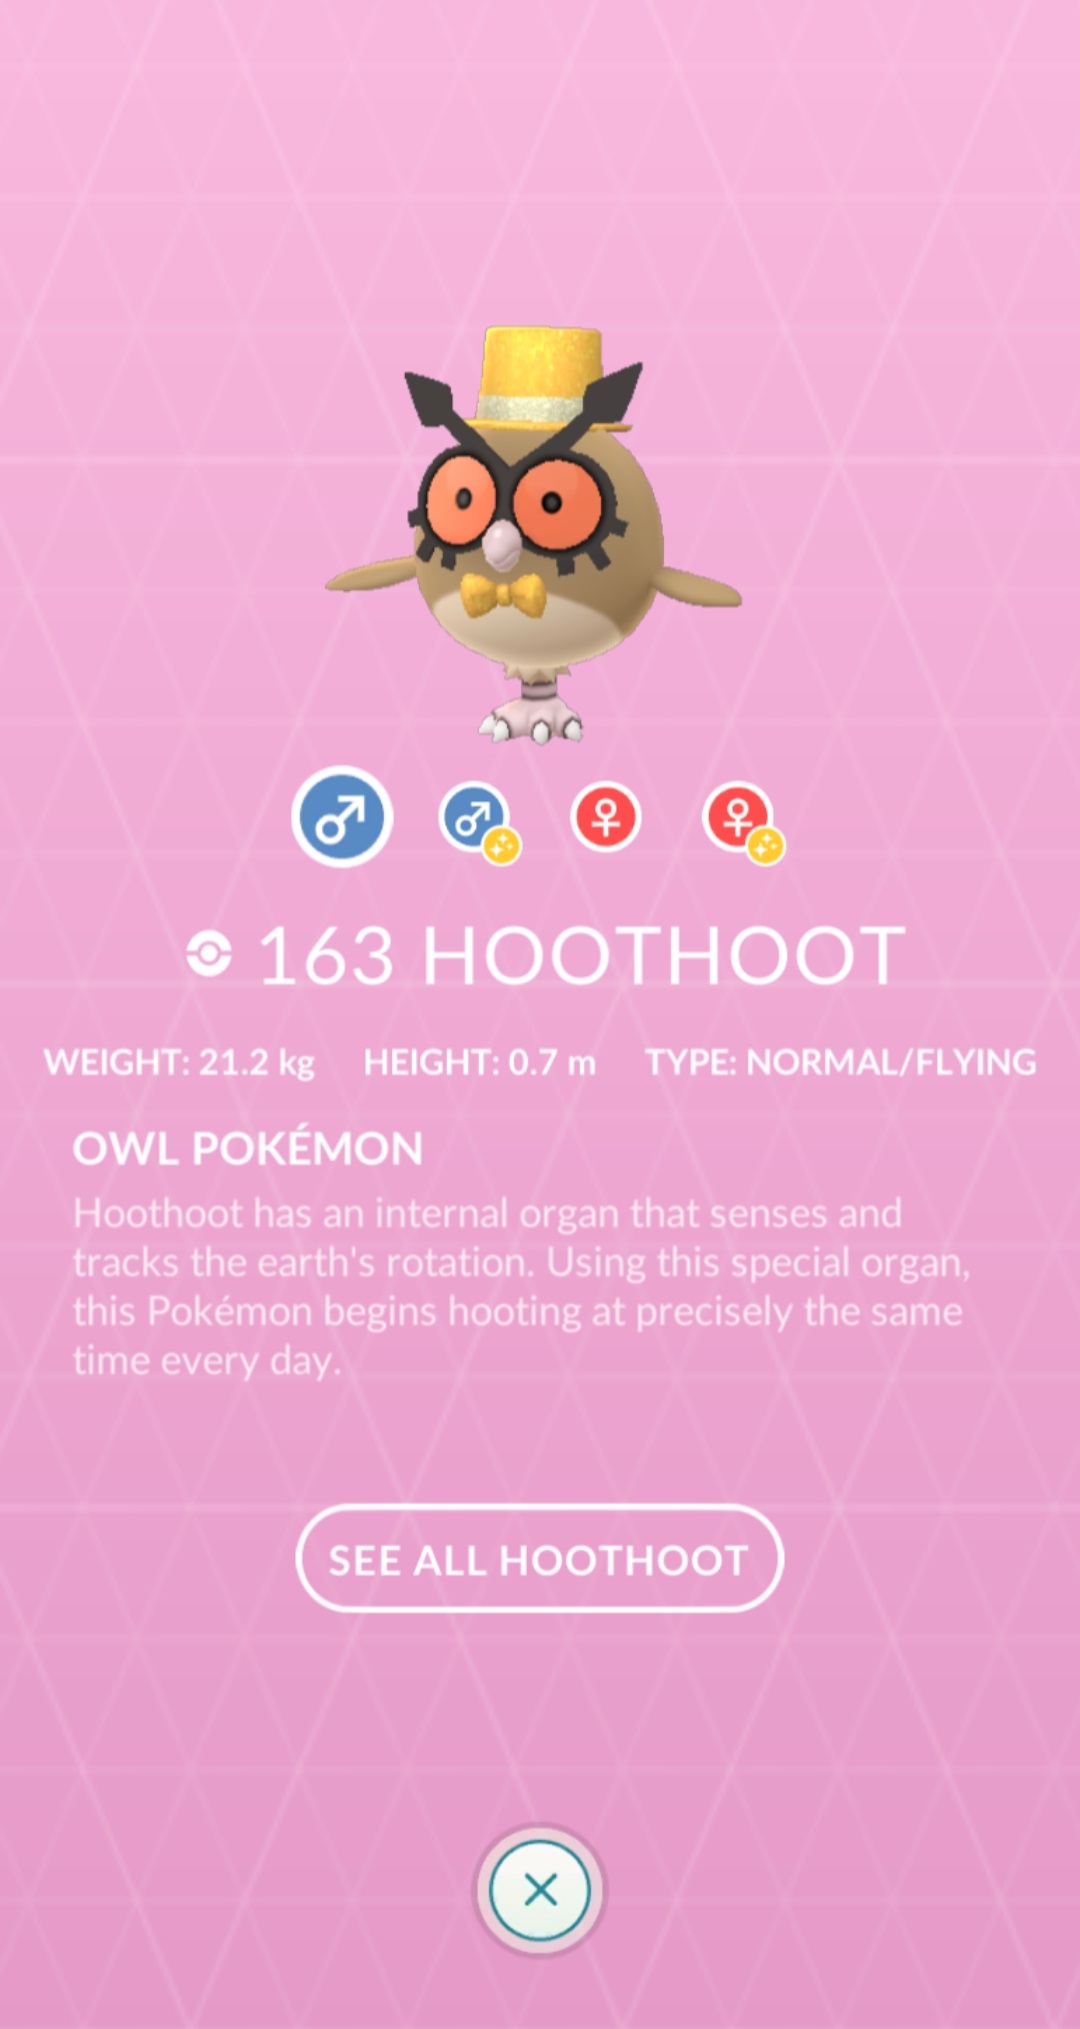 163 HOOTHOOT
WEIGHT: 21.2 kg HEIGHT: 0.7 m TYPE: NORMAL/FLYING
OWL POKÉMON
Hoothoot has an internal organ that senses and
tracks the earth's rotation. Using this special organ,
this Pokémon begins hooting at precisely the same
time every day.
SEE ALL HOOTHOOT